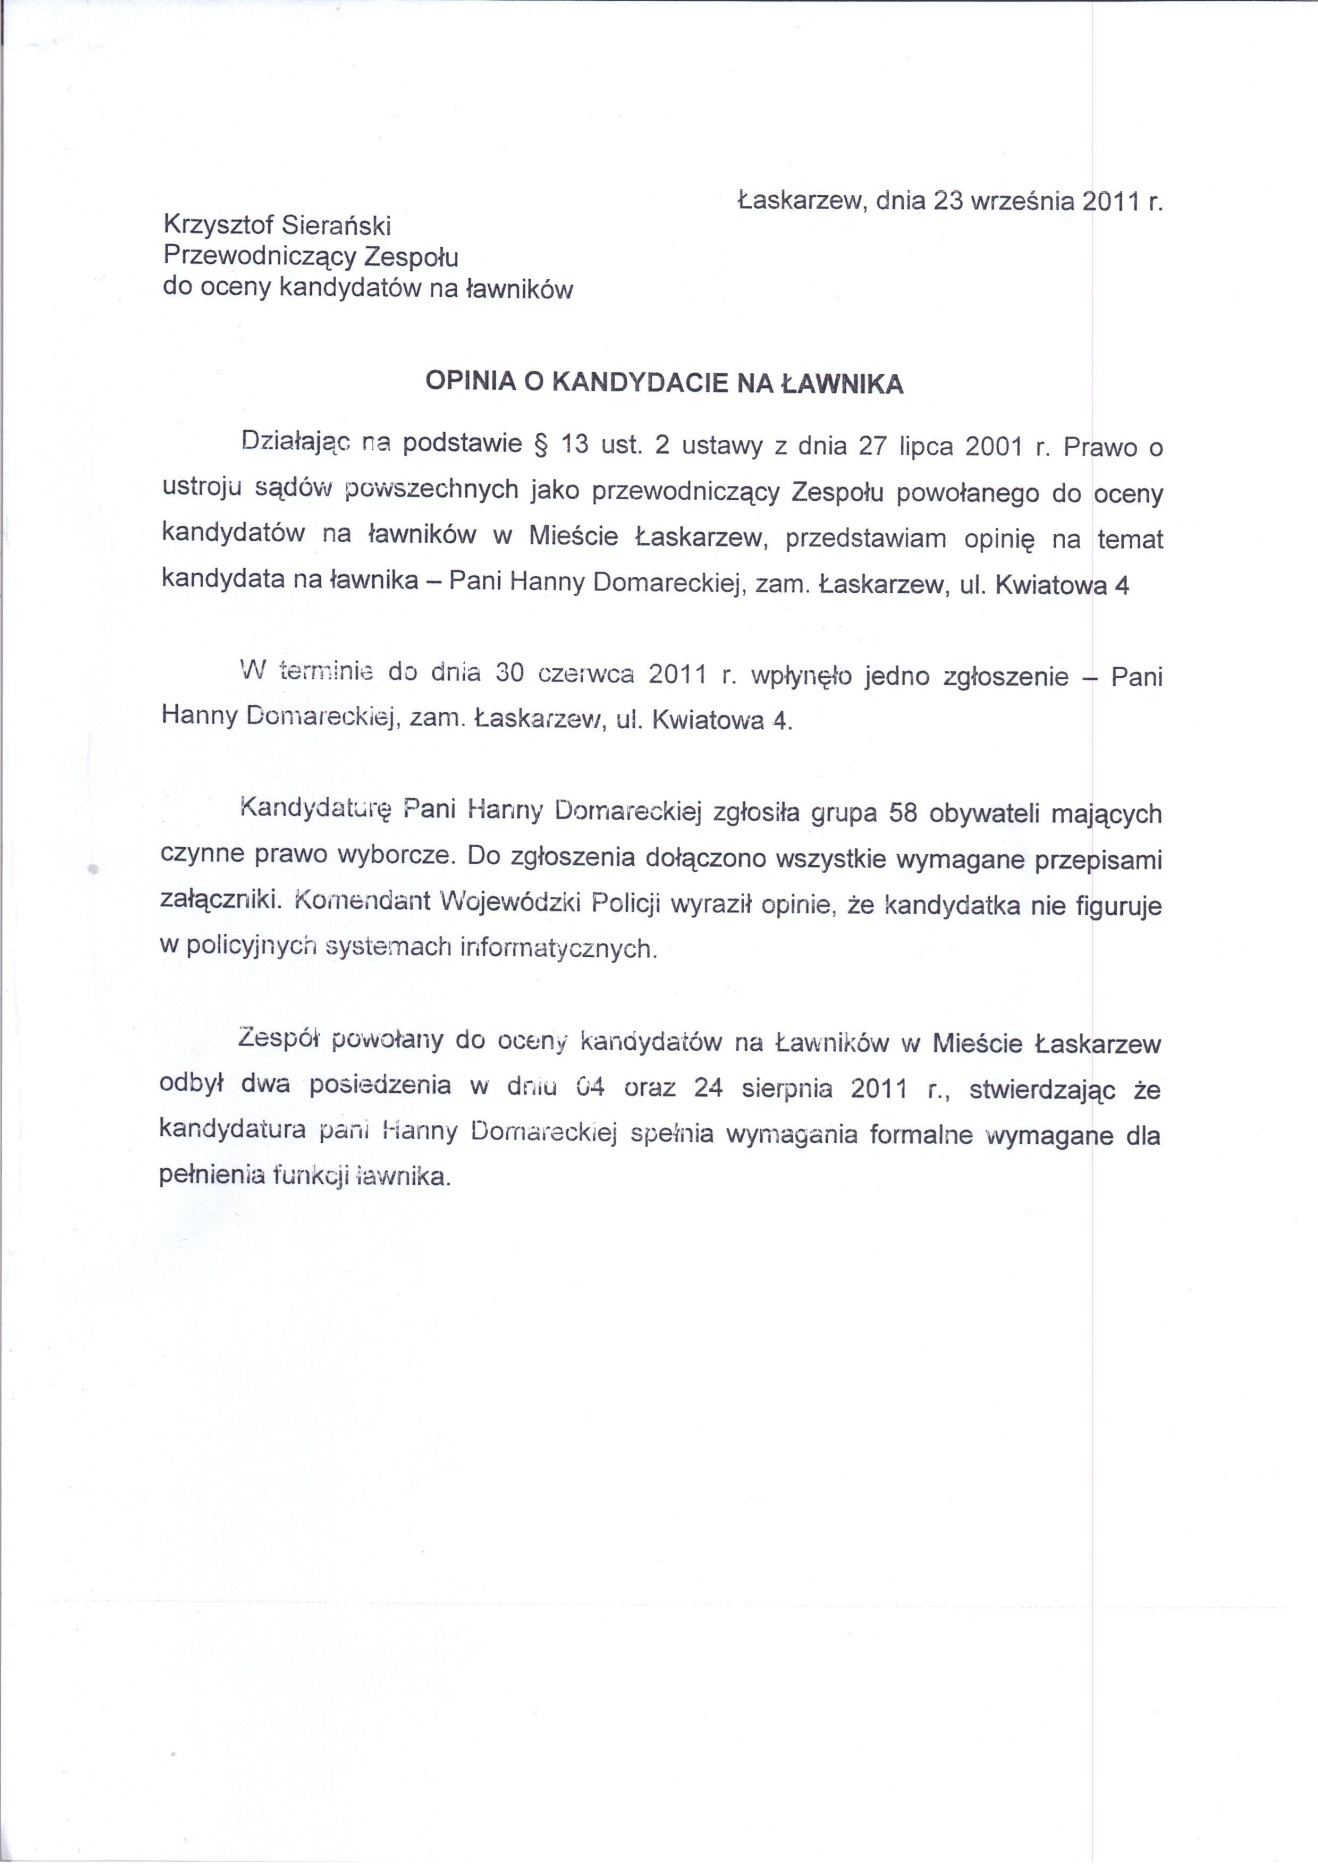 Łaskarzew, dnia 23 września 2011 r.
Krzysztof Sierański
Przewodniczący Zespołu
do oceny kandydatów na ławników
OPINIA O KANDYDACIE NA ŁAWNIKA
Działając na podstawie § 13 ust. 2 ustawy z dnia 27 lipca 2001 r. Prawo o
ustroju sądów powszechnych jako przewodniczący Zespołu powołanego do oceny
kandydatów na ławników w Mieście Łaskarzew, przedstawiam opinię na temat
kandydata na ławnika – Pani Hanny Domareckiej, zam. Łaskarzew, ul. Kwiatowa 4
W terminie do dnia 30 czerwca 2011 r. wpłynęło jedno zgłoszenie – Pani
Hanny Domareckiej, zam. Łaskarzew, ul. Kwiatowa 4.
Kandydaturę Pani Hanny Domareckiej zgłosiła grupa 58 obywateli mających
czynne prawo wyborcze. Do zgłoszenia dołączono wszystkie wymagane przepisami
załączniki. Komendant Wojewódzki Policji wyraził opinie, że kandydatka nie figuruje
w policyjnych systemach informatycznych.
Zespół powołany do oceny kandydatów na Ławników w Mieście Łaskarzew
odbył dwa posiedzenia w dniu 04 oraz 24 sierpnia 2011 r., stwierdzając że
kandydatura pani Hanny Domareckiej spełnia wymagania formalne wymagane dla
pełnienia funkcji ławnika.